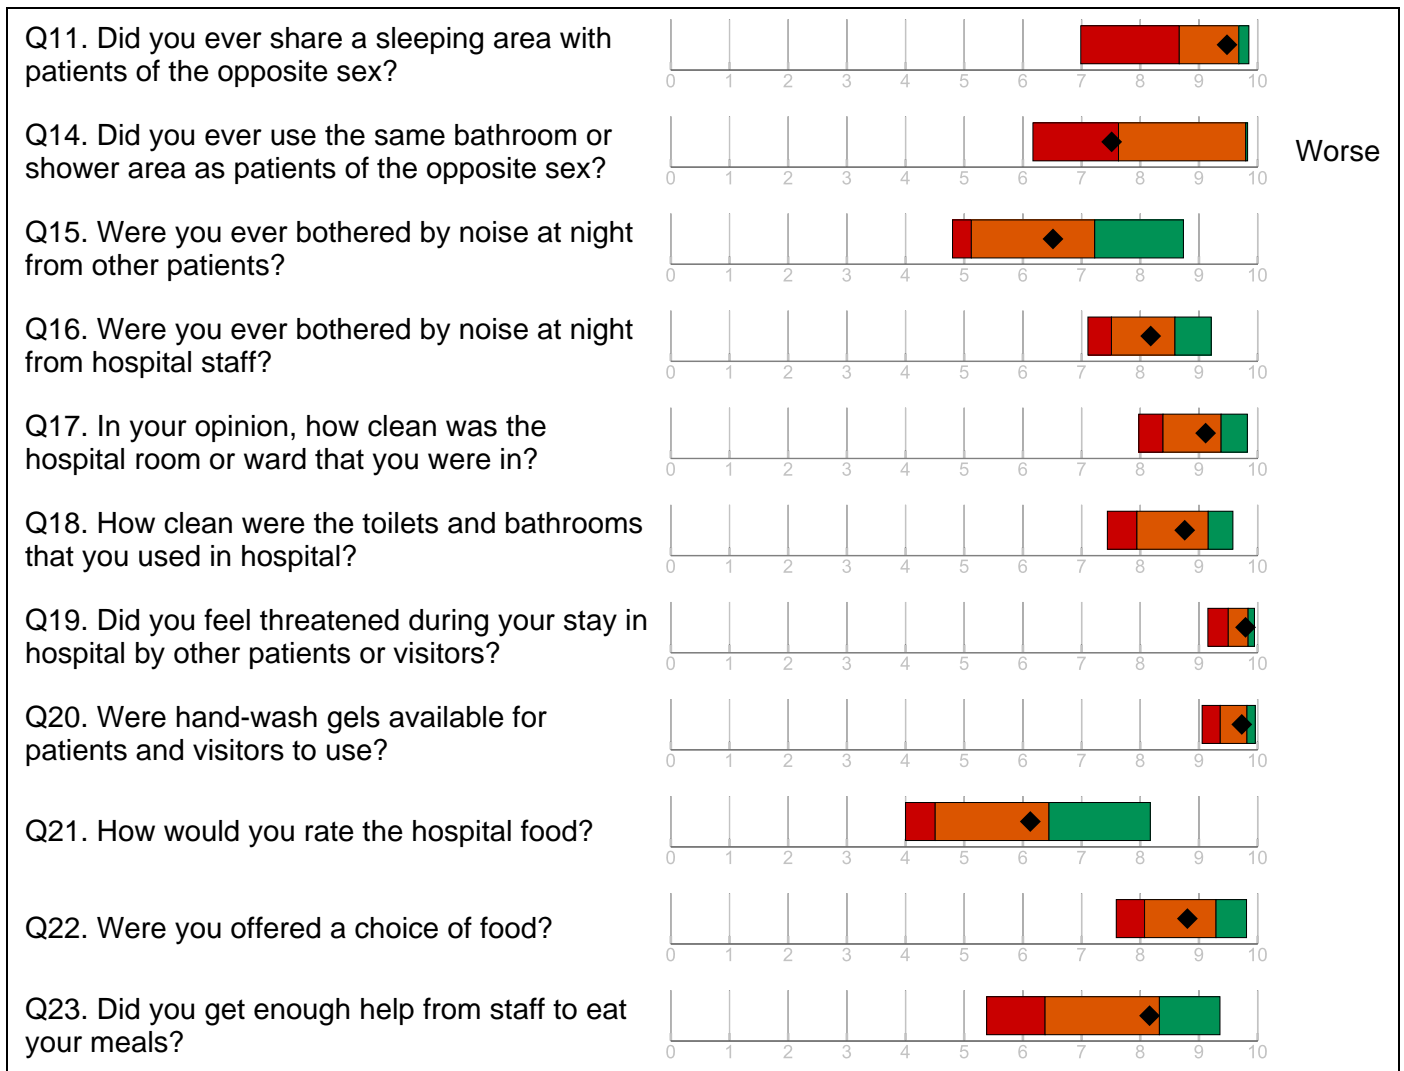 Q11. Did you ever share a sleeping area with
patients of the opposite sex?
0 1 2 3 4 5 6 7 8 9 10
Q14. Did you ever use the same bathroom or
shower area as patients of the opposite sex?
Worse
0 1 2 3 4 5 6 7 8 9 10
Q15. Were you ever bothered by noise at night
from other patients?
0 1 2 3 4 5 6 7 8 9 10
Q16. Were you ever bothered by noise at night
from hospital staff?
0 1 2 3 4 5 6 7 8 9 10
Q17. In your opinion, how clean was the
hospital room or ward that you were in?
0 1 2 3 4 5 6 7 8 9 10
Q18. How clean were the toilets and bathrooms
that you used in hospital?
0 1 2 3 4 5 6 7 8 9 10
Q19. Did you feel threatened during your stay in
hospital by other patients or visitors?
0 1 2 3 4 5 6 7 8 9 10
Q20. Were hand-wash gels available for
patients and visitors to use?
0 1 2 3 4 5 6 7 8 9 10
Q21. How would you rate the hospital food?
0 1 2 3 4 5 6 7 8 9 10
Q22. Were you offered a choice of food?
0 1 2 3 4 5 6 7 8 9 10
Q23. Did you get enough help from staff to eat
your meals?
0 1 2 3 4 5 6 7 8 9 10